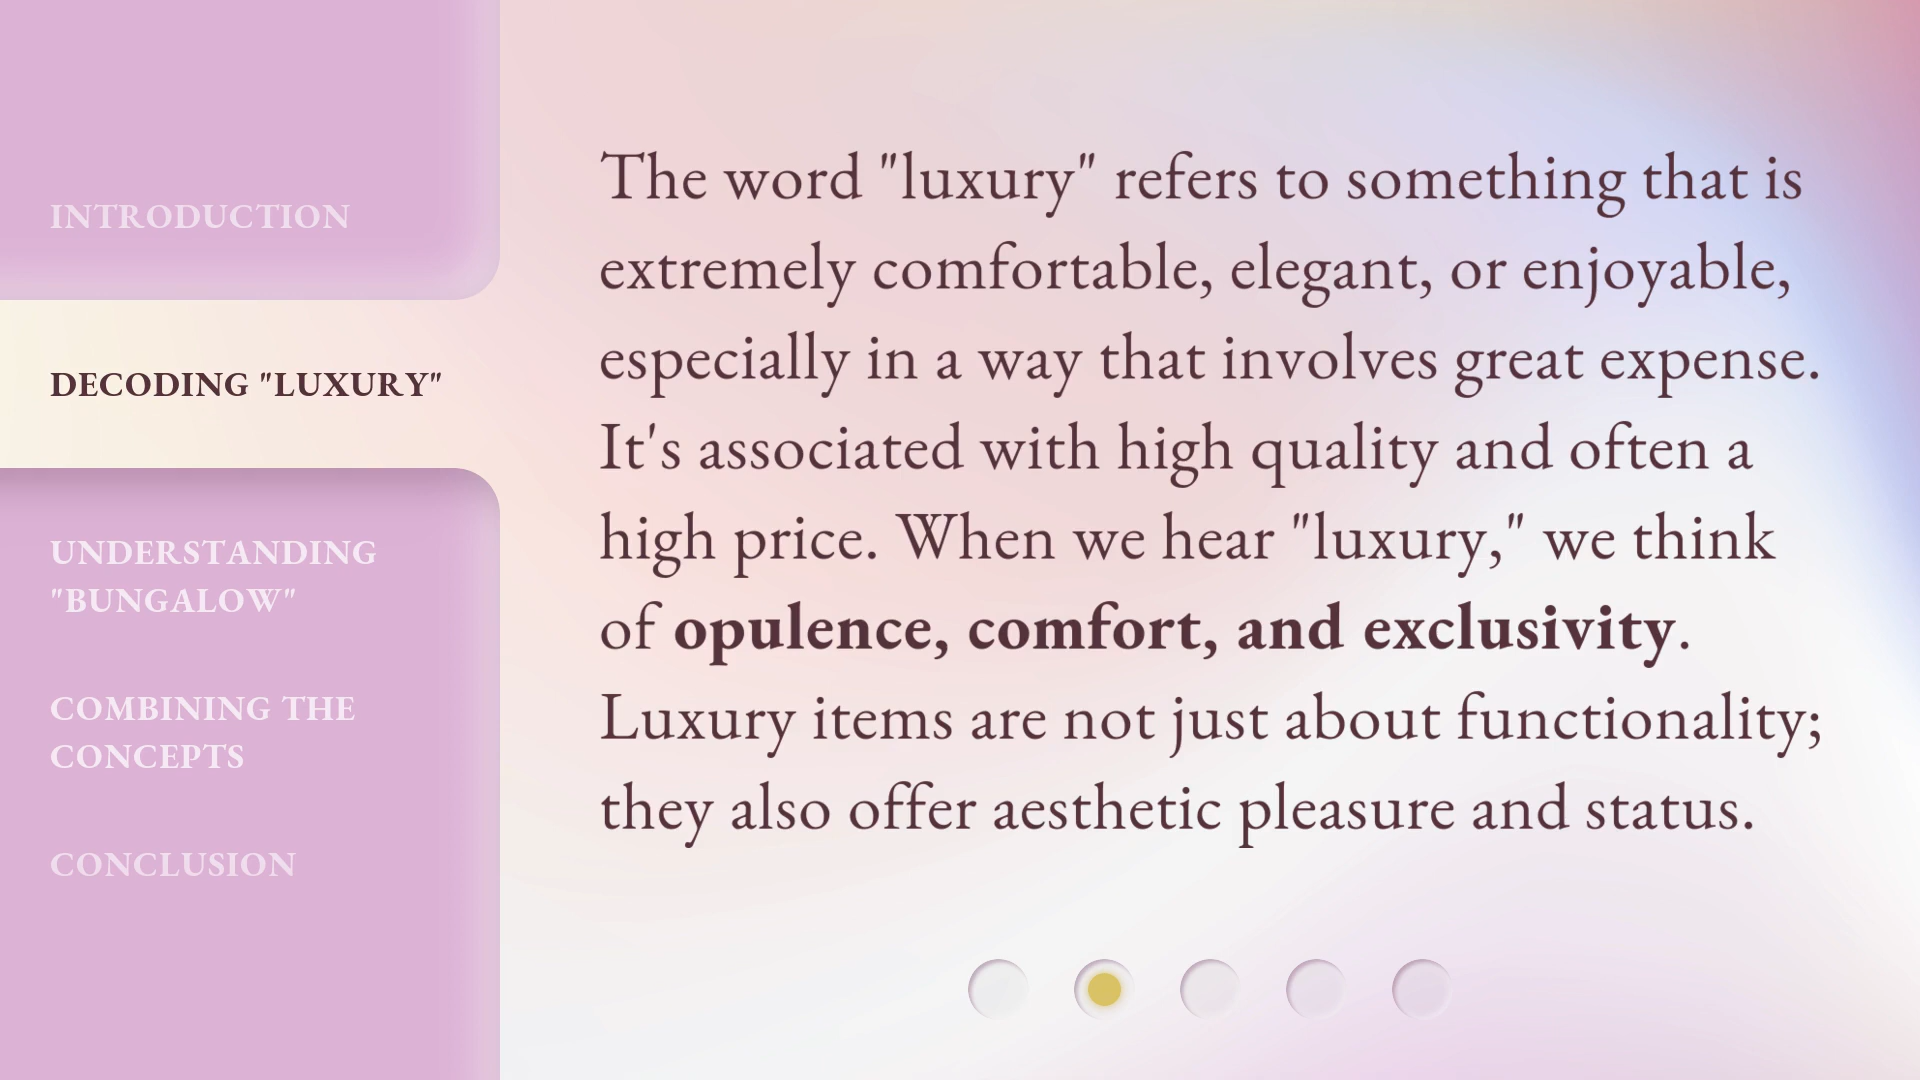 INTRODUCTION
DECODING "LUXURY"
UNDERSTANDING
"BUNGALOW"
COMBINING THE
CONCEPTS
CONCLUSION
The word "luxury" refers to something that is
extremely comfortable, elegant, or enjoyable,
especially in a way that involves great expense.
It's associated with high quality and often a
high price. When we hear "luxury," we think
of opulence, comfort, and exclusivity.
Luxury items are not just about functionality;
they also offer aesthetic pleasure and status.